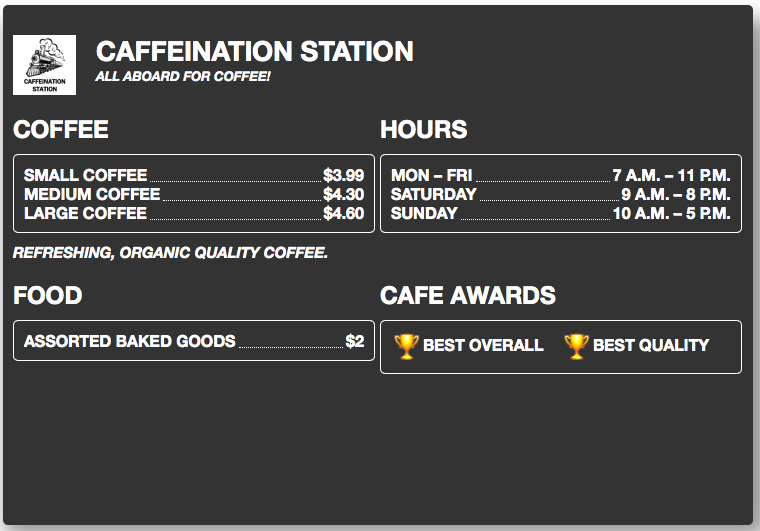 CAFFEINATION
STATION
CAFFEINATION STATION
ALL ABOARD FOR COFFEE!
COFFEE
SMALL COFFEE $3.99
MEDIUM COFFEE $4.30
LARGE COFFEE $4.60
REFRESHING, ORGANIC QUALITY COFFEE.
FOOD
ASSORTED BAKED GOODS $2
HOURS
MON – FRI 7 A.M. – 11 P.M.
SATURDAY 9 A.M. – 8 P.M.
SUNDAY 10 A.M. – 5 P.M.
CAFE AWARDS
BEST OVERALL BEST QUALITY